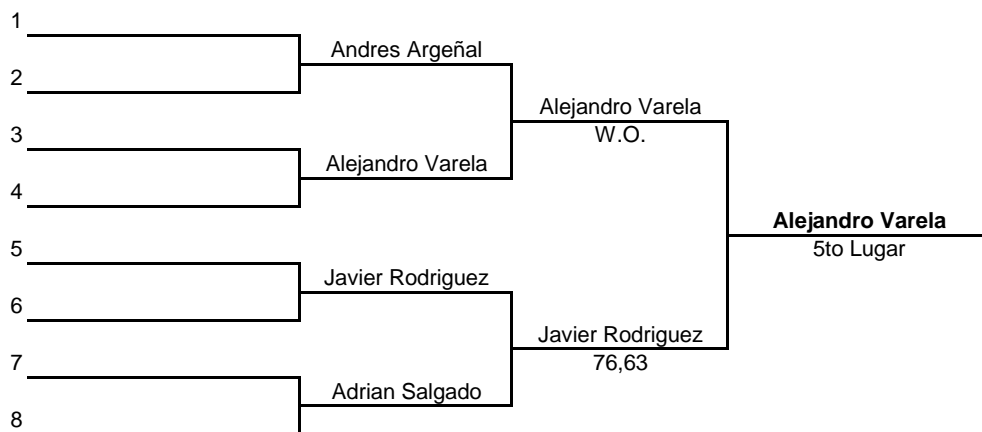 1
Andres Argeñal
2
Alejandro Varela
W.O.
3
Alejandro Varela
4
Alejandro Varela
5to Lugar
5
Javier Rodriguez
6
Javier Rodriguez
76,63
7
Adrian Salgado
8